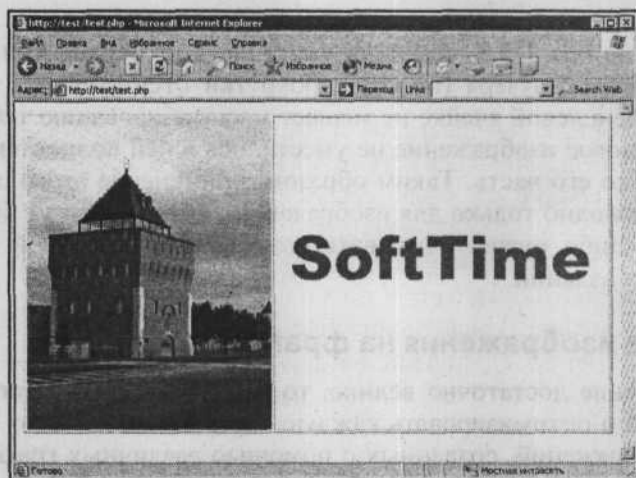 http://test/test.php - Microsoft Internet Explorer
Файл Правка Вид Избранное Сервис Справка
Назад Поиск Избранное Медиа
Адрес: http://test/test.php Переход Links Search Web
SoftTime
Готово Местная интрасеть